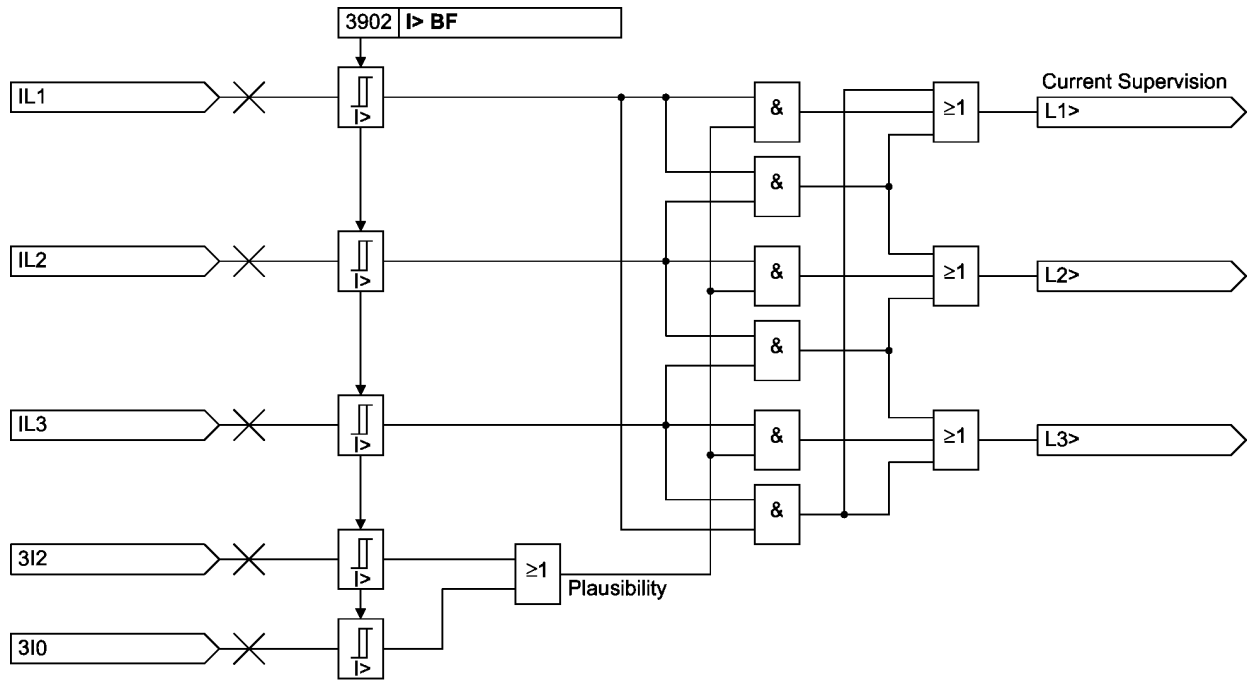 3902 I> BF
IL1
I>
&
≥1
Current Supervision
L1>
&
IL2
I>
&
≥1
L2>
&
IL3
I>
&
≥1
L3>
&
3I2
I>
≥1
Plausibility
3I0
I>